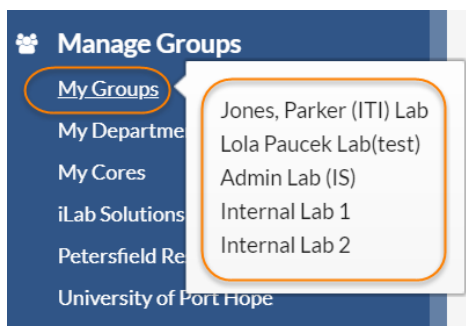 Manage Groups
My Groups
Jones, Parker (ITI) Lab
Lola Paucek Lab(test)
Admin Lab (IS)
Internal Lab 1
Internal Lab 2
My Departme
My Cores
iLab Solutions
Petersfield Re
University of Port Hope